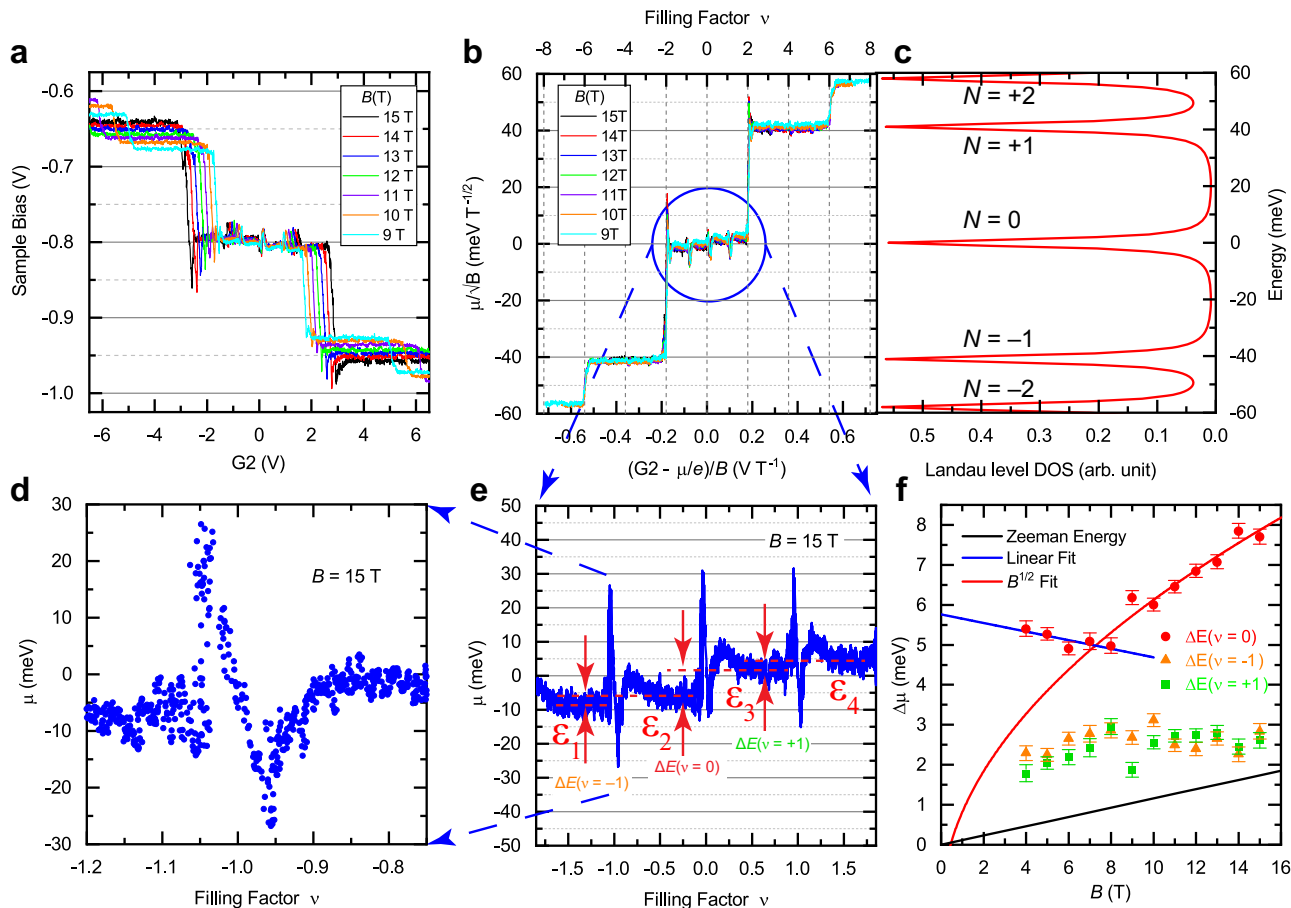 a
-0.6
-0.7
-0.8
-0.9
-1.0
Sample Bias (V)
B(T)
15 T
14 T
13 T
12 T
11 T
10 T
9 T
-6 -4 -2 0 2 4 6
G2 (V)
b
Filling Factor ν
-8 -6 -4 -2 0 2 4 6 8
60
40
20
0
-20
-40
-60
μ/√B (meV T⁻¹/²)
B(T)
15T
14T
13T
12T
11T
10T
9T
-0.6 -0.4 -0.2 0.0 0.2 0.4 0.6
(G2 - μ/e)/B (V T⁻¹)
c
N = +2
N = +1
N = 0
N = –1
N = –2
60
40
20
0
-20
-40
-60
Energy (meV)
0.5 0.4 0.3 0.2 0.1 0.0
Landau level DOS (arb. unit)
d
30
20
10
0
-10
-20
-30
μ (meV)
B = 15 T
-1.2 -1.1 -1.0 -0.9 -0.8
Filling Factor ν
e
50
40
30
20
10
0
-10
-20
-30
-40
-50
μ (meV)
B = 15 T
ε₁
ε₂
ε₃
ε₄
ΔE(ν = –1)
ΔE(ν = 0)
ΔE(ν = +1)
-1.5 -1.0 -0.5 0.0 0.5 1.0 1.5
Filling Factor ν
f
8
7
6
5
4
3
2
1
0
Δμ (meV)
Zeeman Energy
Linear Fit
B¹/² Fit
ΔE(ν = 0)
ΔE(ν = -1)
ΔE(ν = +1)
0 2 4 6 8 10 12 14 16
B (T)